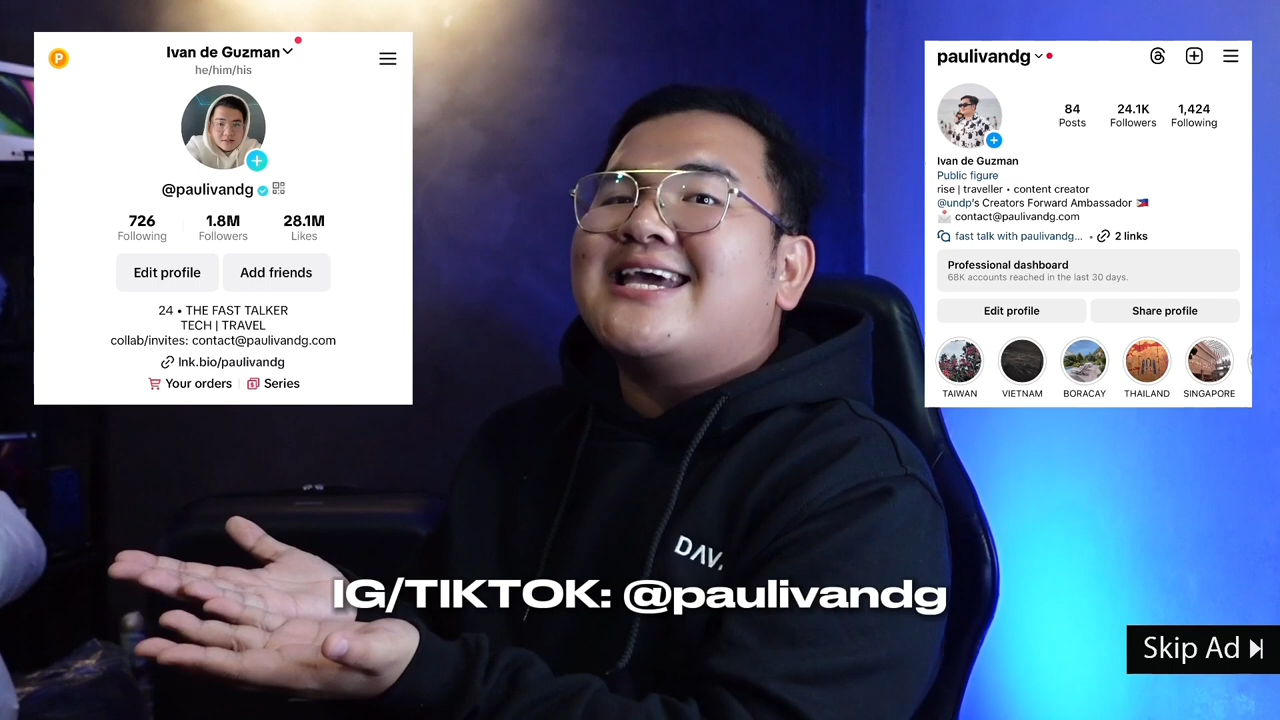 P
Ivan de Guzman
he/him/his
@paulivandg
726 1.8M 28.1M
Following Followers Likes
Edit profile Add friends
24 • THE FAST TALKER
TECH | TRAVEL
collab/invites: contact@paulivandg.com
lnk.bio/paulivandg
Your orders Series
paulivandg
84 24.1K 1,424
Posts Followers Following
Ivan de Guzman
Public figure
rise | traveller • content creator
@undp's Creators Forward Ambassador 🇵🇭
📩 contact@paulivandg.com
fast talk with paulivandg... • 2 links
Professional dashboard
68K accounts reached in the last 30 days.
Edit profile Share profile
TAIWAN VIETNAM BORACAY THAILAND SINGAPORE
DAV
IG/TIKTOK: @paulivandg
Skip Ad